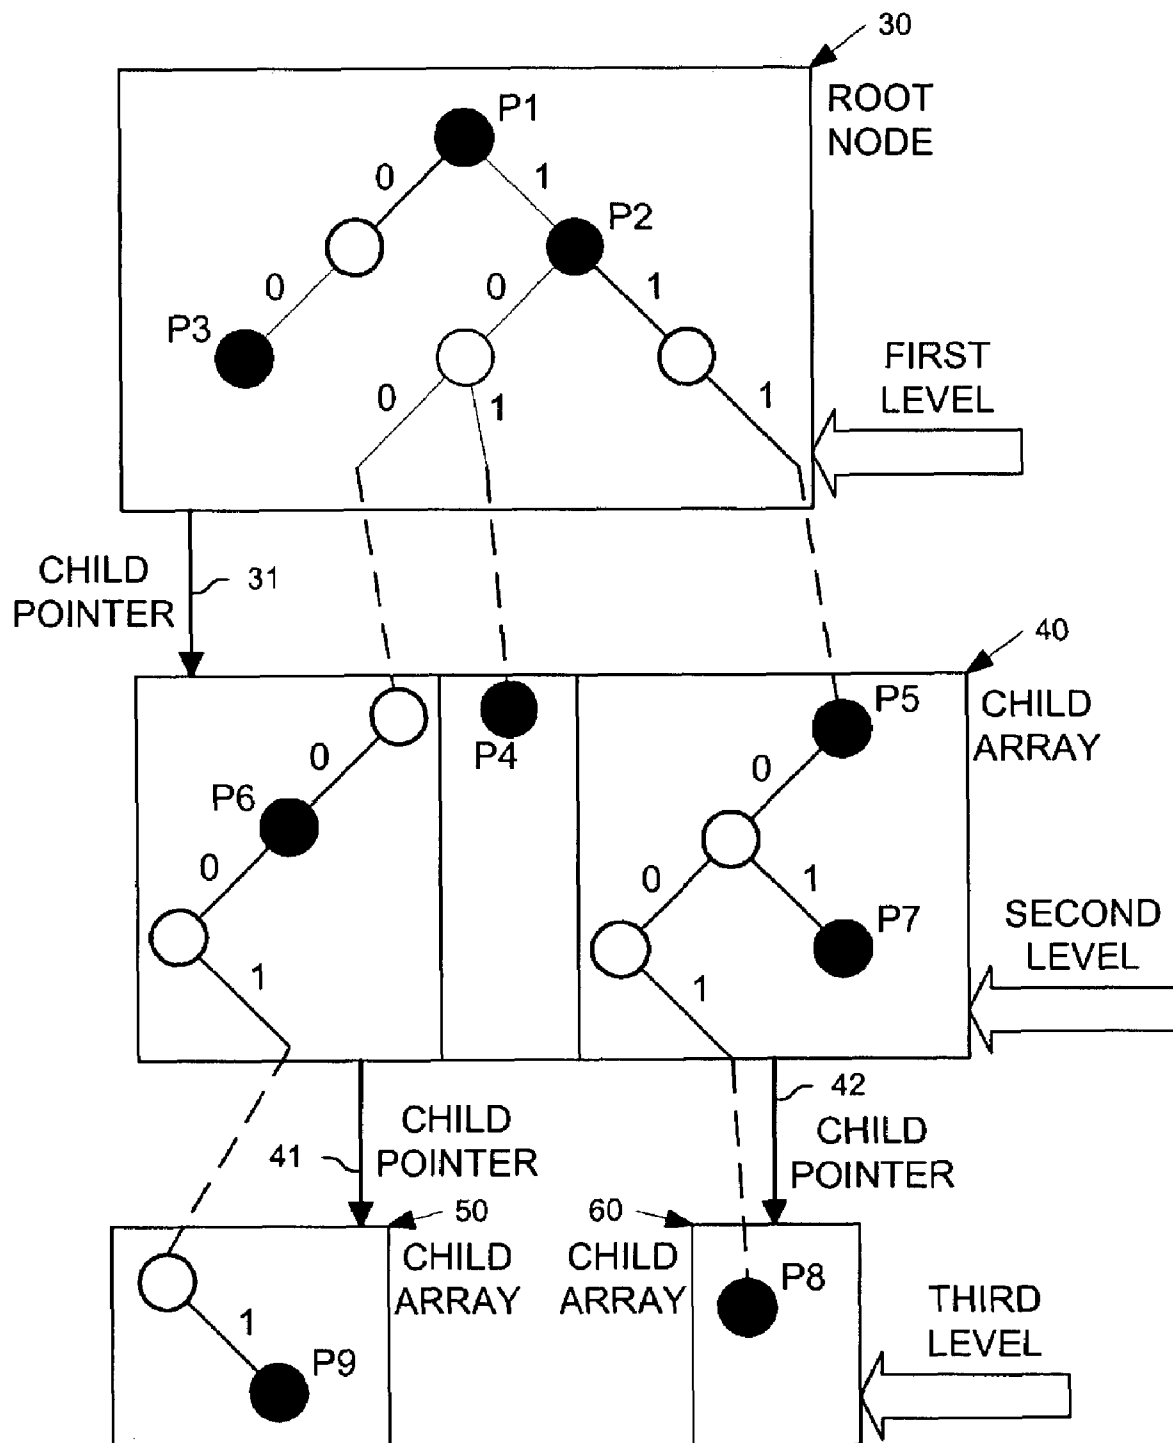 30
ROOT
NODE
P1
0
1
P2
0
0
1
P3
0
1
1
FIRST
LEVEL
CHILD
POINTER
31
40
CHILD
ARRAY
P5
P4
0
0
P6
0
0
1
P7
1
1
SECOND
LEVEL
42
CHILD
POINTER
CHILD
POINTER
41
50
60
CHILD
ARRAY
CHILD
ARRAY
P8
1
P9
THIRD
LEVEL